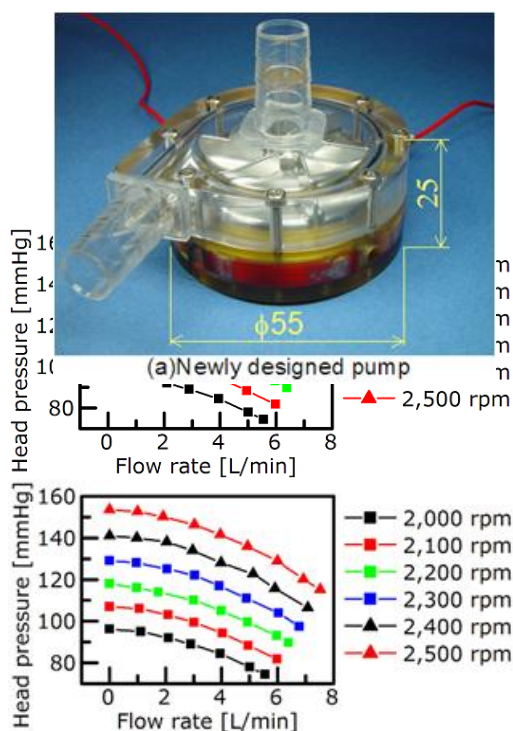 25
ϕ55
(a)Newly designed pump
Head pressure [mmHg]
80
0 2 4 6 8
Flow rate [L/min]
2,500 rpm
Head pressure [mmHg]
160
140
120
100
80
0 2 4 6 8
Flow rate [L/min]
2,000 rpm
2,100 rpm
2,200 rpm
2,300 rpm
2,400 rpm
2,500 rpm